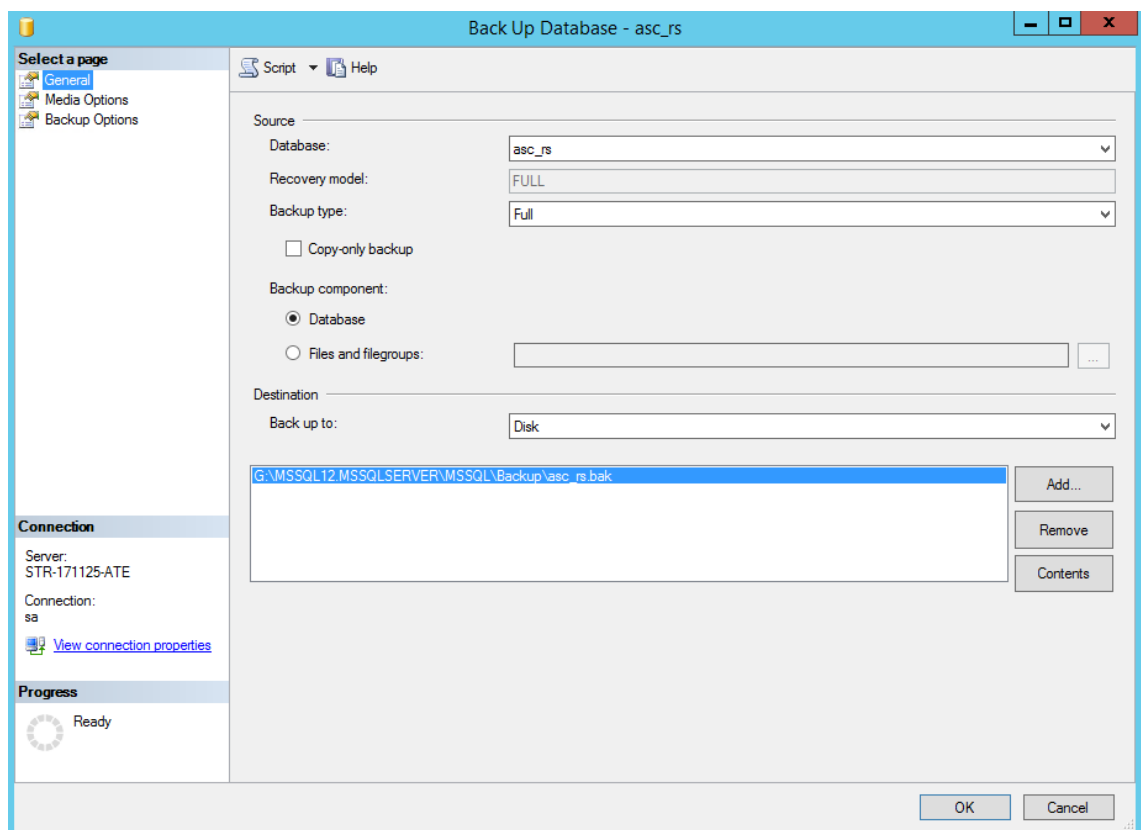 Back Up Database - asc_rs
Select a page
General
Media Options
Backup Options
Script
Help
Source
Database:
asc_rs
Recovery model:
FULL
Backup type:
Full
Copy-only backup
Backup component:
Database
Files and filegroups:
...
Destination
Back up to:
Disk
G:\MSSQL12.MSSQLSERVER\MSSQL\Backup\asc_rs.bak
Add...
Remove
Contents
Connection
Server:
STR-171125-ATE
Connection:
sa
View connection properties
Progress
Ready
OK
Cancel